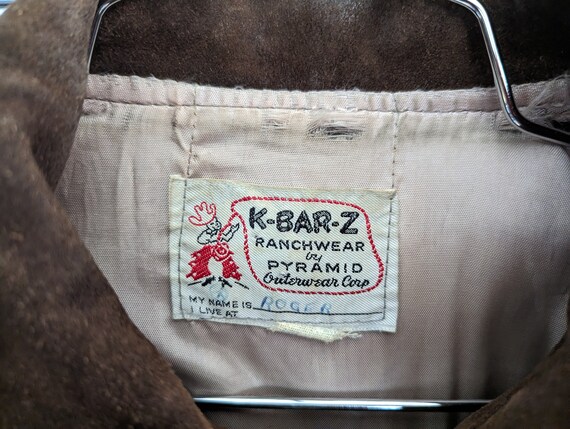 K-BAR-Z
RANCHWEAR
by
PYRAMID
Outerwear Corp
MY NAME IS ROGER
I LIVE AT